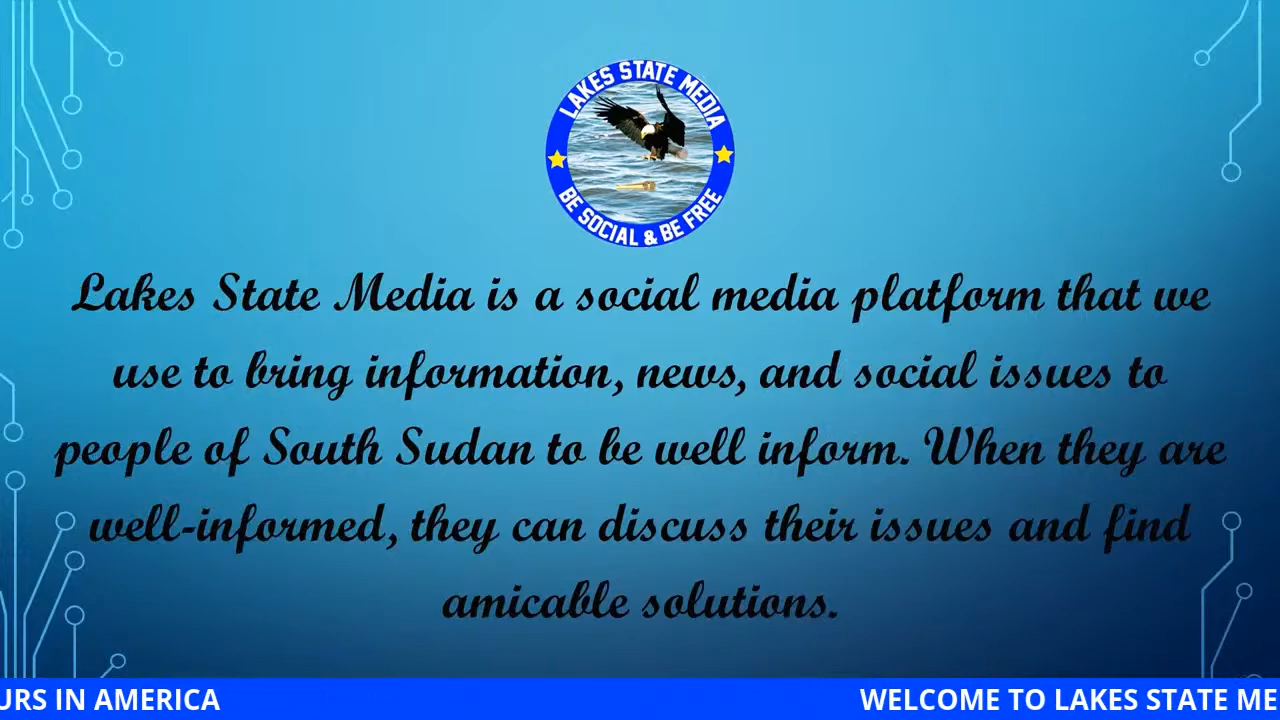 LAKES STATE MEDIA
BE SOCIAL & BE FREE
Lakes State Media is a social media platform that we
use to bring information, news, and social issues to
people of South Sudan to be well inform. When they are
well-informed, they can discuss their issues and find
amicable solutions.
URS IN AMERICA
WELCOME TO LAKES STATE ME